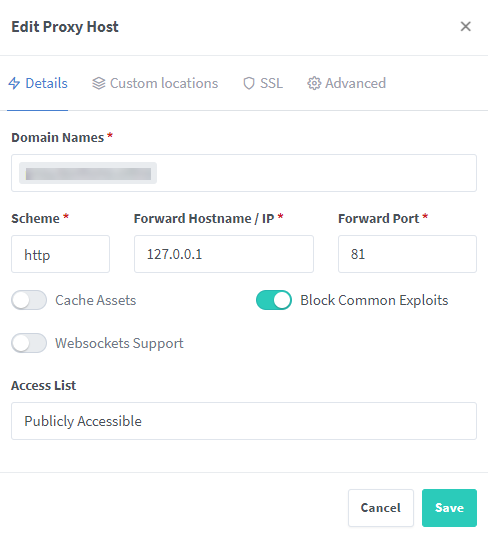 Edit Proxy Host
Details Custom locations SSL Advanced
Domain Names *
Scheme * Forward Hostname / IP * Forward Port *
http 127.0.0.1 81
Cache Assets Block Common Exploits
Websockets Support
Access List
Publicly Accessible
Cancel Save